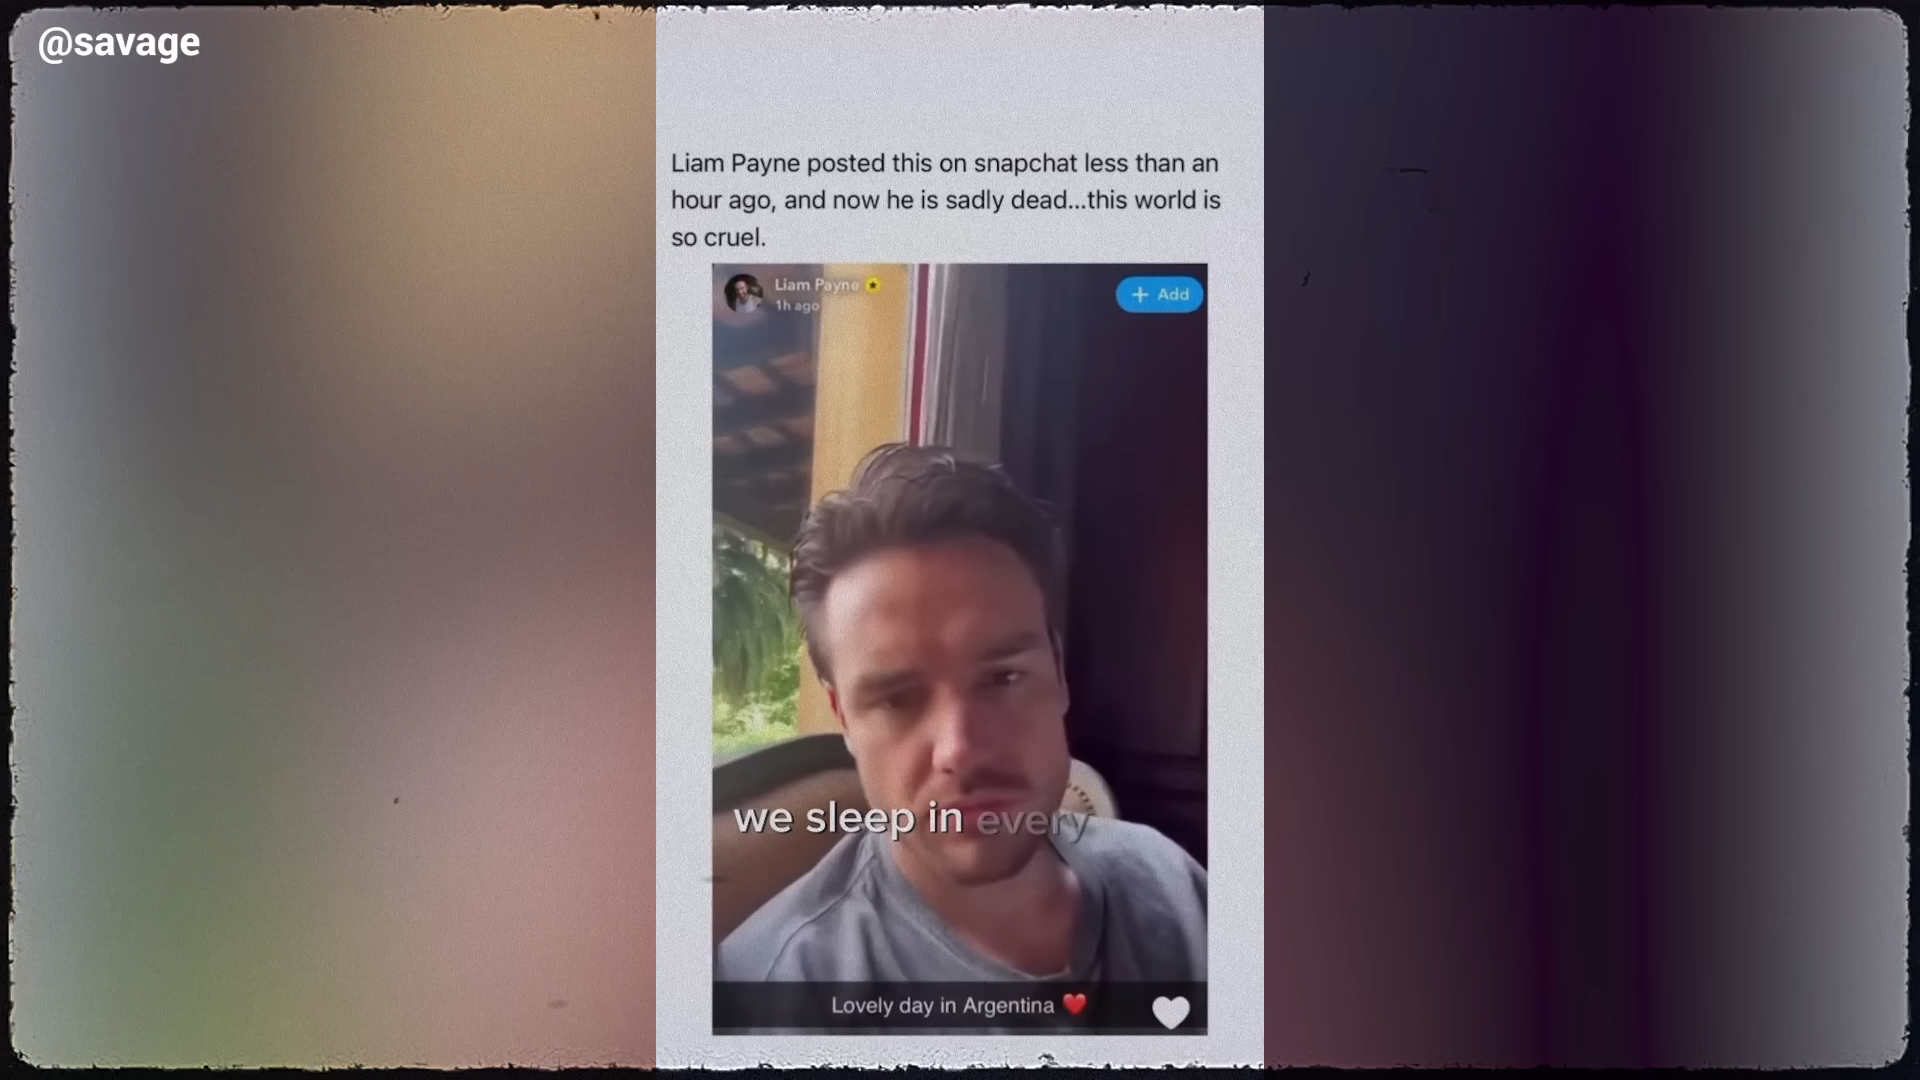 @savage
Liam Payne posted this on snapchat less than an
hour ago, and now he is sadly dead...this world is
so cruel.
Liam Payne
1h ago
+ Add
we sleep in every
Lovely day in Argentina ❤️